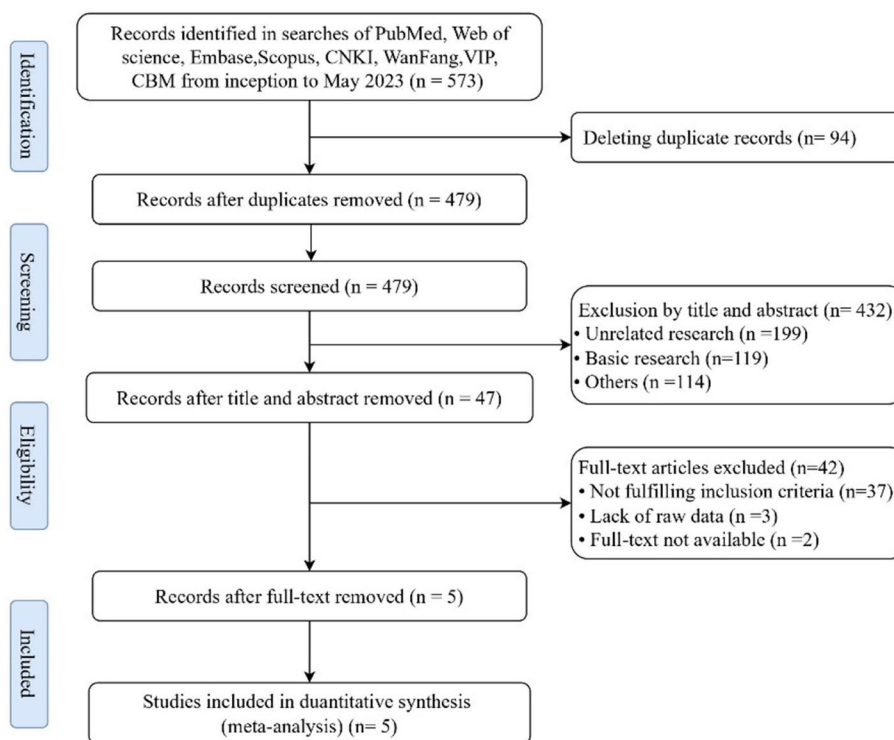 Identification
Records identified in searches of PubMed, Web of
science, Embase,Scopus, CNKI, WanFang,VIP,
CBM from inception to May 2023 (n = 573)
Deleting duplicate records (n= 94)
Records after duplicates removed (n = 479)
Screening
Records screened (n = 479)
Exclusion by title and abstract (n= 432)
• Unrelated research (n =199)
• Basic research (n=119)
• Others (n =114)
Records after title and abstract removed (n = 47)
Eligibility
Full-text articles excluded (n=42)
• Not fulfilling inclusion criteria (n=37)
• Lack of raw data (n =3)
• Full-text not available (n =2)
Records after full-text removed (n = 5)
Included
Studies included in duantitative synthesis
(meta-analysis) (n= 5)